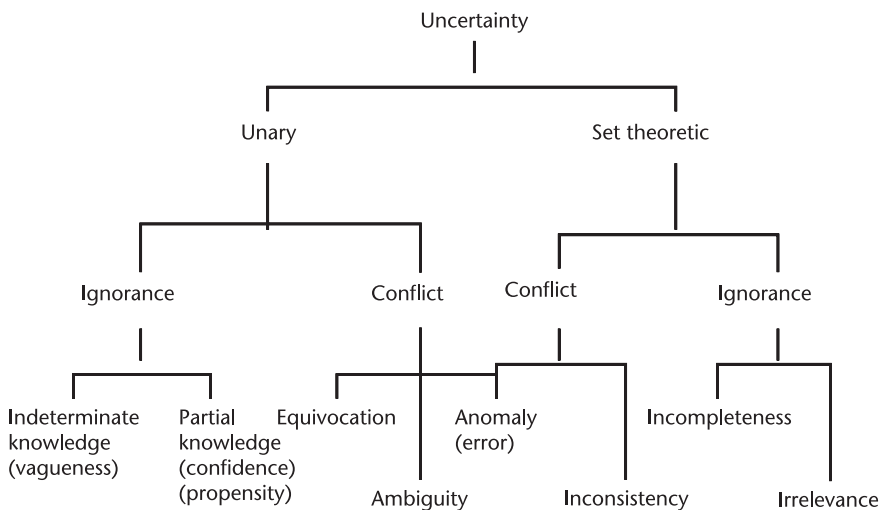 Uncertainty
Unary
Set theoretic
Ignorance
Conflict
Conflict
Ignorance
Indeterminate
knowledge
(vagueness)
Partial
knowledge
(confidence)
(propensity)
Equivocation
Ambiguity
Anomaly
(error)
Inconsistency
Incompleteness
Irrelevance